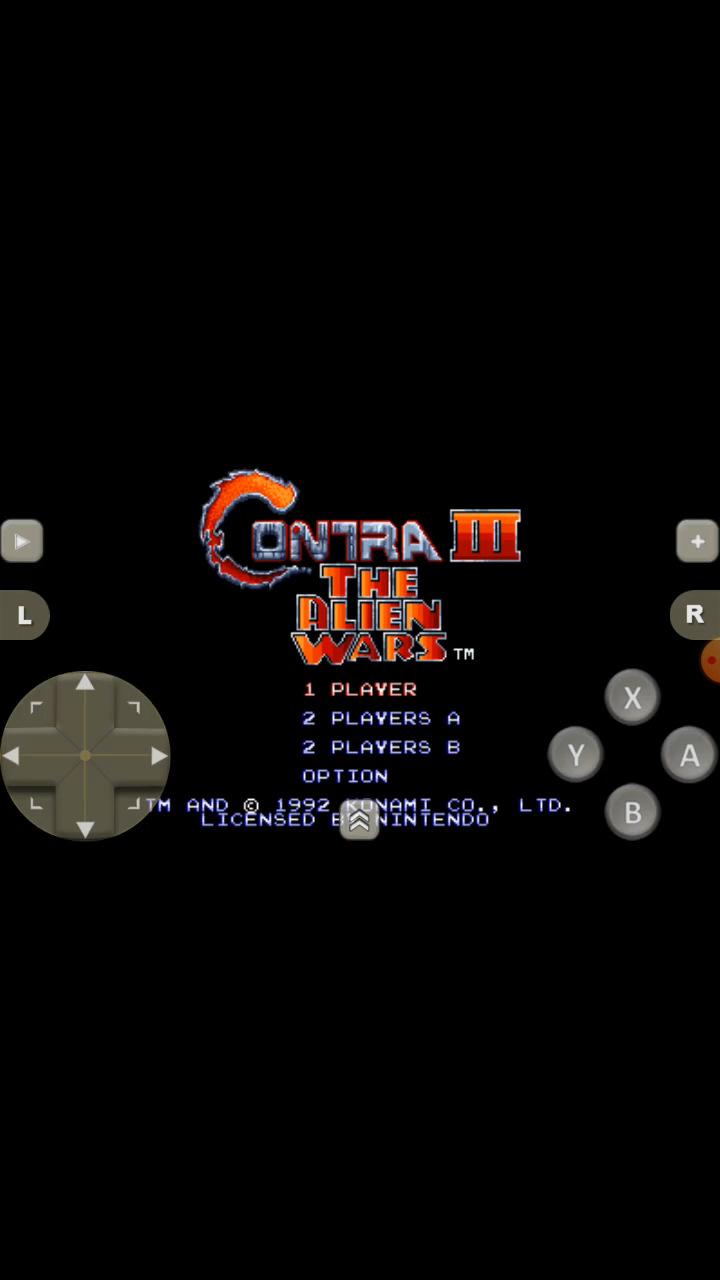 CONTRA III
THE
ALIEN
WARS TM
1 PLAYER
2 PLAYERS A
2 PLAYERS B
OPTION
TM AND © 1992 KONAMI CO., LTD.
LICENSED BY NINTENDO
L
R
X
Y
A
B